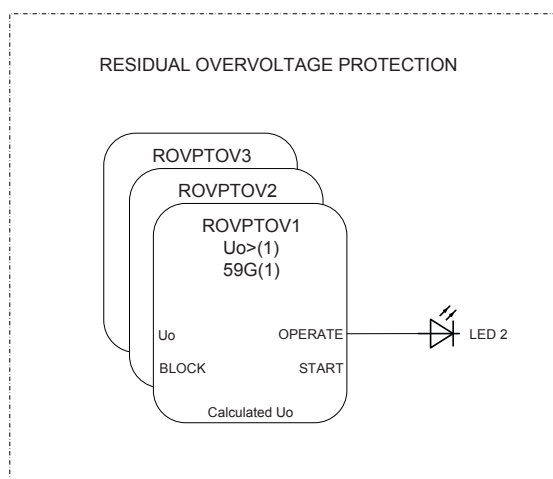 RESIDUAL OVERVOLTAGE PROTECTION
ROVPTOV3
ROVPTOV2
ROVPTOV1
Uo>(1)
59G(1)
Uo OPERATE
LED 2
BLOCK START
Calculated Uo